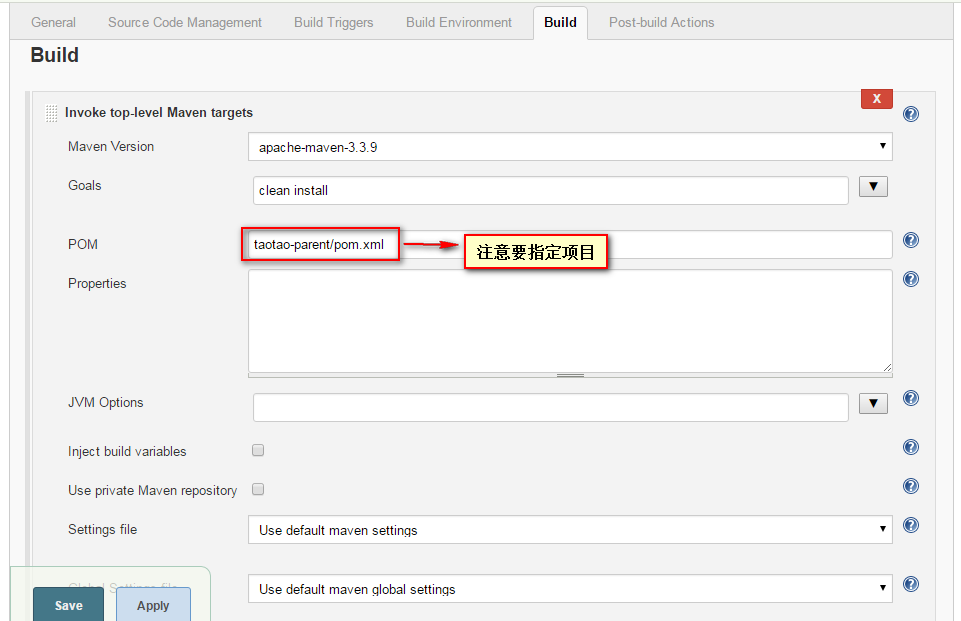 General Source Code Management Build Triggers Build Environment Build Post-build Actions
Build
Invoke top-level Maven targets
X
Maven Version apache-maven-3.3.9
Goals clean install
POM taotao-parent/pom.xml 注意要指定项目
Properties
JVM Options
Inject build variables
Use private Maven repository
Settings file Use default maven settings
Global Settings file Use default maven global settings
Save Apply